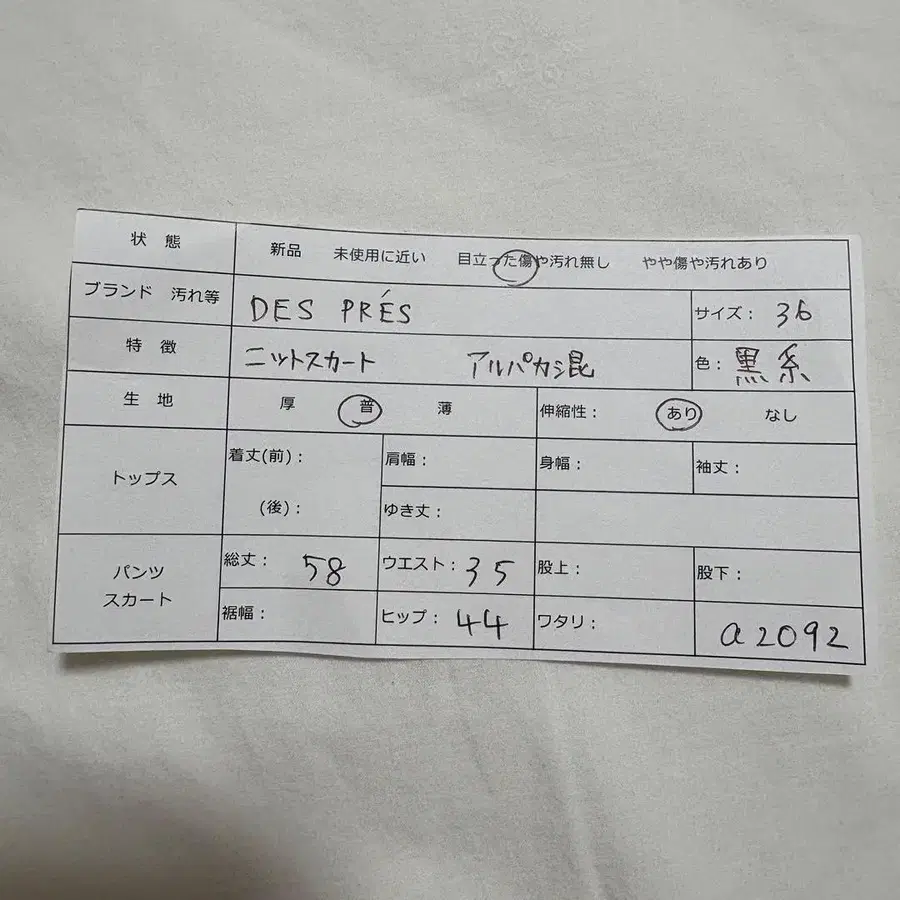 状 態 新品 未使用に近い 目立った傷や汚れ無し やや傷や汚れあり
ブランド 汚れ等 DES PRÉS サイズ： 36
特 徴 ニットスカート アルパカ混 色： 黒系
生 地 厚 普 薄 伸縮性： あり なし
トップス 着丈(前)： 肩幅： 身幅： 袖丈：
(後)： ゆき丈：
パンツ スカート 総丈： 58 ウエスト： 35 股上： 股下：
裾幅： ヒップ： 44 ワタリ： a2092